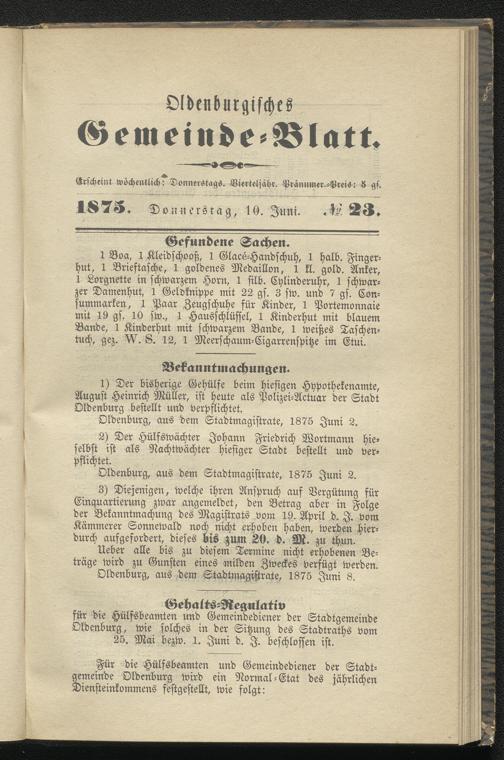 Oldenburgisches
Gemeinde-Blatt.
Erscheint wöchentlich: Donnerstags. Vierteljähr. Pränumer.-Preis: 3 gs.
1875. Donnerstag, 10. Juni. № 23.
Gefundene Sachen.
1 Boa, 1 Kleidschooß, 1 Glacé-Handschuh, 1 halb. Finger-
hut, 1 Brieftasche, 1 goldenes Medaillon, 1 kl. gold. Anker,
1 Lorgnette in schwarzem Horn, 1 silb. Cylinderuhr, 1 schwar-
zer Damenhut, 1 Geldknippe mit 22 gs. 3 sw. und 7 gs. Con-
summarken, 1 Paar Zeugschuhe für Kinder, 1 Portemonnaie
mit 19 gs. 10 sw., 1 Hausschlüssel, 1 Kinderhut mit blauem
Bande, 1 Kinderhut mit schwarzem Bande, 1 weißes Taschen-
tuch, gez. W. S. 12, 1 Meerschaum-Cigarrenspitze im Etui.
Bekanntmachungen.
1) Der bisherige Gehülfe beim hiesigen Hypothekenamte,
August Heinrich Müller, ist heute als Polizei-Actuar der Stadt
Oldenburg bestellt und verpflichtet.
Oldenburg, aus dem Stadtmagistrate, 1875 Juni 2.
2) Der Hülfswächter Johann Friedrich Wortmann hie-
selbst ist als Nachtwächter hiesiger Stadt bestellt und ver-
pflichtet.
Oldenburg, aus dem Stadtmagistrate, 1875 Juni 2.
3) Diejenigen, welche ihren Anspruch auf Vergütung für
Einquartierung zwar angemeldet, den Betrag aber in Folge
der Bekanntmachung des Magistrats vom 19. April d. J. vom
Kämmerer Sonnewald noch nicht erhoben haben, werden hier-
durch aufgefordert, dieses bis zum 20. d. M. zu thun.
Ueber alle bis zu diesem Termine nicht erhobenen Be-
träge wird zu Gunsten eines milden Zweckes verfügt werden.
Oldenburg, aus dem Stadtmagistrate, 1875 Juni 8.
Gehalts-Regulativ
für die Hülfsbeamten und Gemeindediener der Stadtgemeinde
Oldenburg, wie solches in der Sitzung des Stadtraths vom
25. Mai bezw. 1. Juni d. J. beschlossen ist.
Für die Hülfsbeamten und Gemeindediener der Stadt-
gemeinde Oldenburg wird ein Normal-Etat des jährlichen
Diensteinkommens festgestellt, wie folgt: